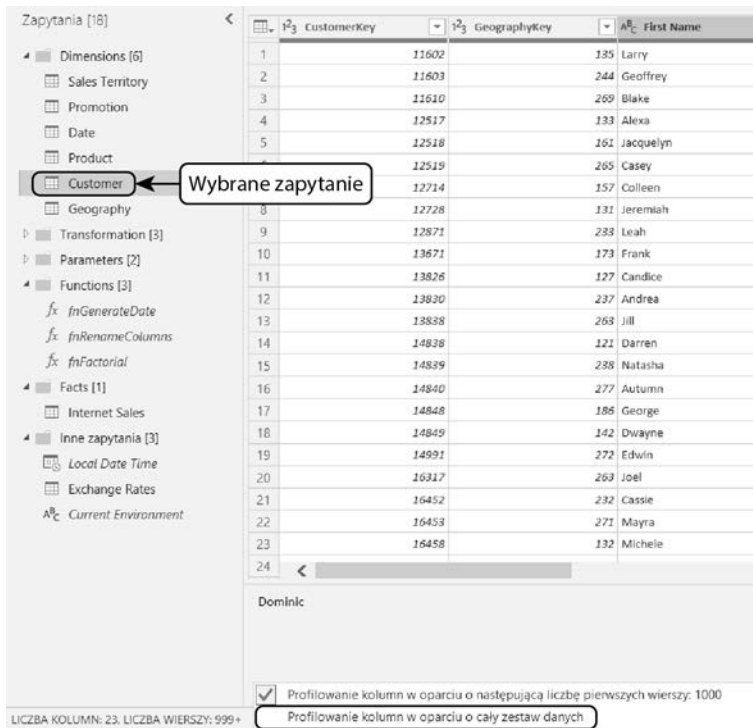 Zapytania [18]
Dimensions [6]
Sales Territory
Promotion
Date
Product
Customer
Geography
Transformation [3]
Parameters [2]
Functions [3]
fx fnGenerateDate
fx fnRenameColumns
fx fnFactorial
Facts [1]
Internet Sales
Inne zapytania [3]
Local Date Time
Exchange Rates
ABC Current Environment
Wybrane zapytanie
123 CustomerKey 123 GeographyKey ABC First Name
1 11602 135 Larry
2 11603 244 Geoffrey
3 11610 269 Blake
4 12517 133 Alexa
5 12518 161 Jacquelyn
12519 265 Casey
12714 157 Colleen
8 12728 131 Jeremiah
9 12871 233 Leah
10 13671 173 Frank
11 13826 127 Candice
12 13830 237 Andrea
13 13838 263 Jill
14 14838 121 Darren
15 14839 238 Natasha
16 14840 277 Autumn
17 14848 186 George
18 14849 142 Dwayne
19 14991 272 Edwin
20 16317 263 Joel
21 16452 232 Cassie
22 16453 271 Mayra
23 16458 132 Michele
24
Dominic
Profilowanie kolumn w oparciu o następującą liczbę pierwszych wierszy: 1000
Profilowanie kolumn w oparciu o cały zestaw danych
LICZBA KOLUMN: 23, LICZBA WIERSZY: 999+